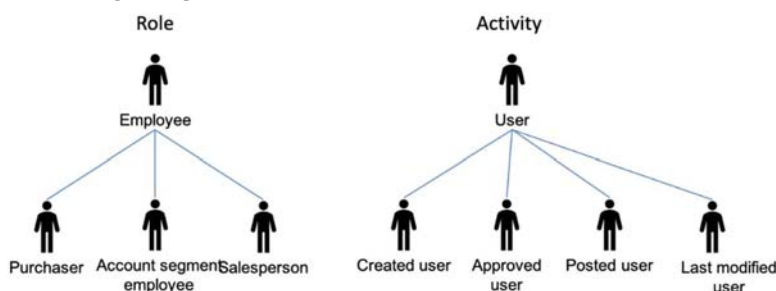 Role
Activity
Employee
User
Purchaser
Account segment
employee
Salesperson
Created user
Approved
user
Posted user
Last modified
user